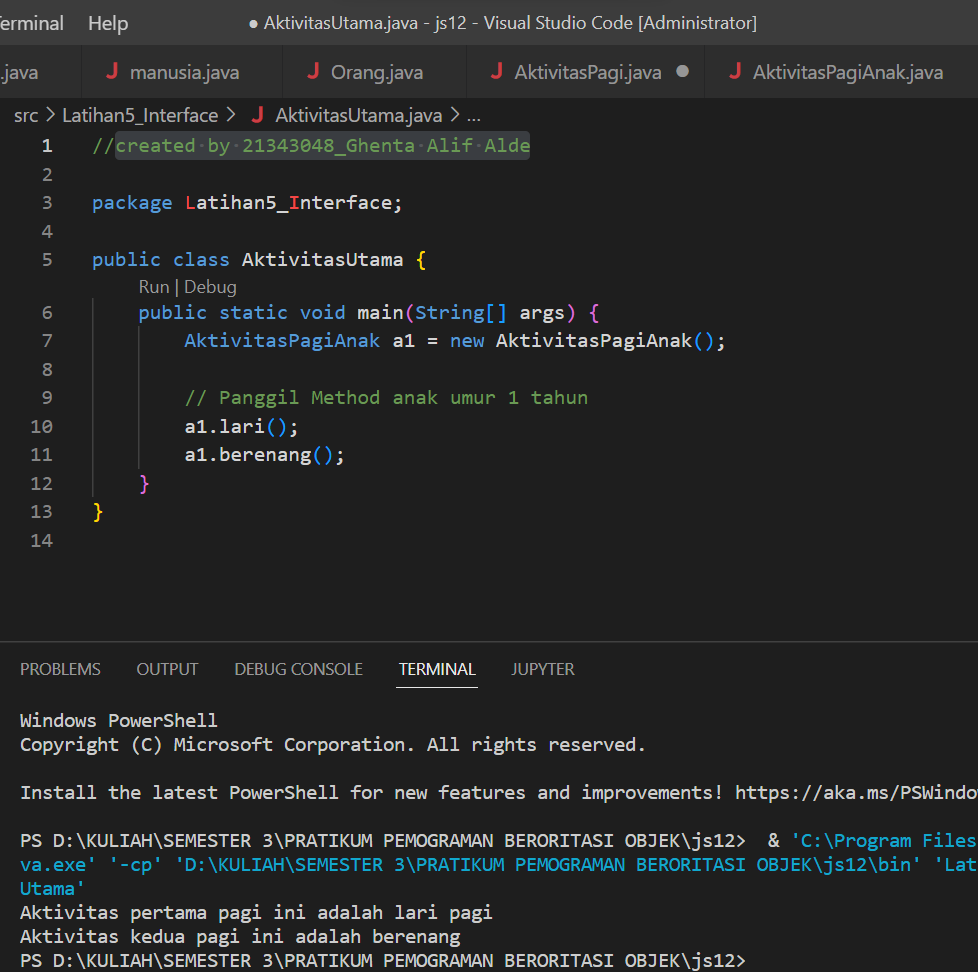 Terminal Help ● AktivitasUtama.java - js12 - Visual Studio Code [Administrator]
.java J manusia.java J Orang.java J AktivitasPagi.java ● J AktivitasPagiAnak.java
src > Latihan5_Interface > J AktivitasUtama.java > ...
1 //created by 21343048_Ghenta Alif Alde
2
3 package Latihan5_Interface;
4
5 public class AktivitasUtama {
Run | Debug
6 public static void main(String[] args) {
7 AktivitasPagiAnak a1 = new AktivitasPagiAnak();
8
9 // Panggil Method anak umur 1 tahun
10 a1.lari();
11 a1.berenang();
12 }
13 }
14
PROBLEMS OUTPUT DEBUG CONSOLE TERMINAL JUPYTER
Windows PowerShell
Copyright (C) Microsoft Corporation. All rights reserved.
Install the latest PowerShell for new features and improvements! https://aka.ms/PSWindo
PS D:\KULIAH\SEMESTER 3\PRATIKUM PEMOGRAMAN BERORITASI OBJEK\js12> & 'C:\Program Files
va.exe' '-cp' 'D:\KULIAH\SEMESTER 3\PRATIKUM PEMOGRAMAN BERORITASI OBJEK\js12\bin' 'Lat
Utama'
Aktivitas pertama pagi ini adalah lari pagi
Aktivitas kedua pagi ini adalah berenang
PS D:\KULIAH\SEMESTER 3\PRATIKUM PEMOGRAMAN BERORITASI OBJEK\js12>